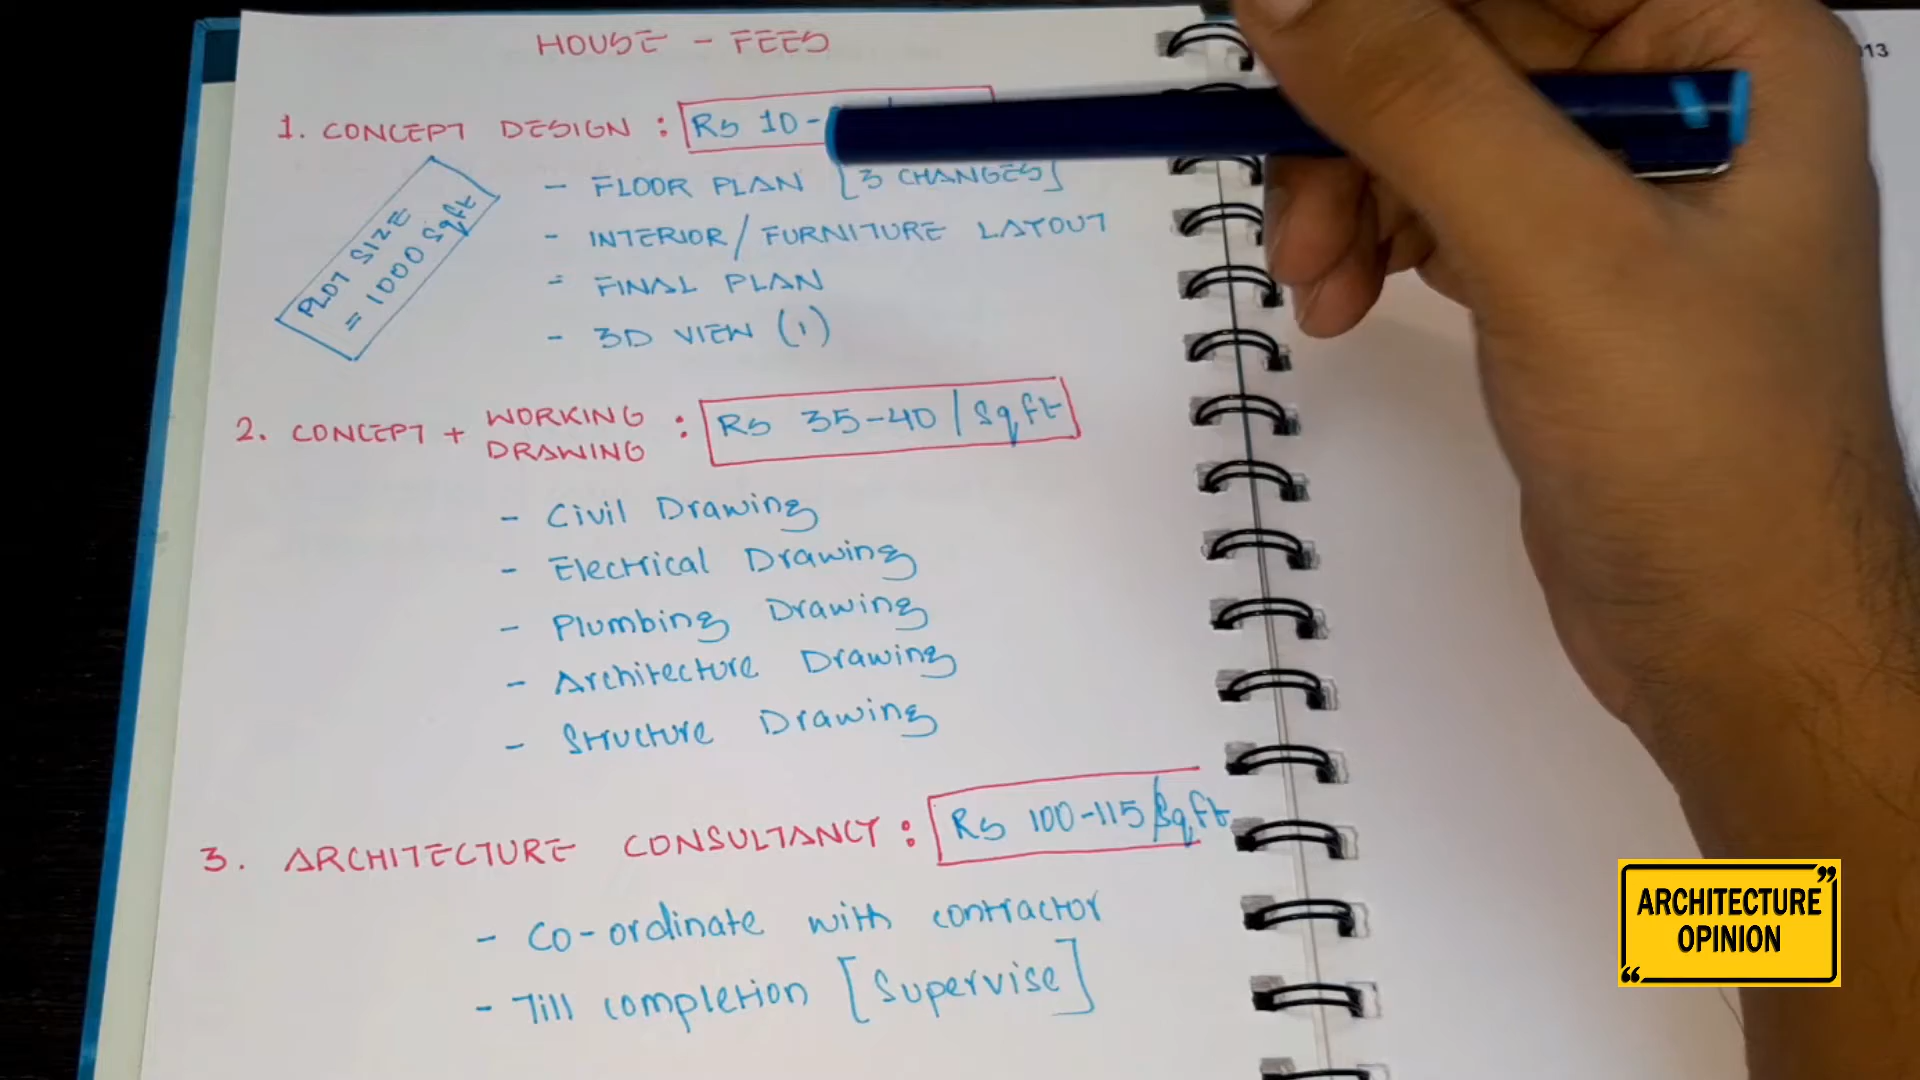 HOUSE - FEES
1. CONCEPT DESIGN : Rs 10-
PLOT SIZE
= 1000 Sqft
- FLOOR PLAN [3 CHANGES]
- INTERIOR/FURNITURE LAYOUT
- FINAL PLAN
- 3D VIEW (1)
2. CONCEPT + WORKING DRAWING : Rs 35-40/Sqft
- Civil Drawing
- Electrical Drawing
- Plumbing Drawing
- Architecture Drawing
- Structure Drawing
3. ARCHITECTURE CONSULTANCY : Rs 100-115/Sqft
- Co-ordinate with contractor
- Till completion [Supervise]
13
"ARCHITECTURE
OPINION"